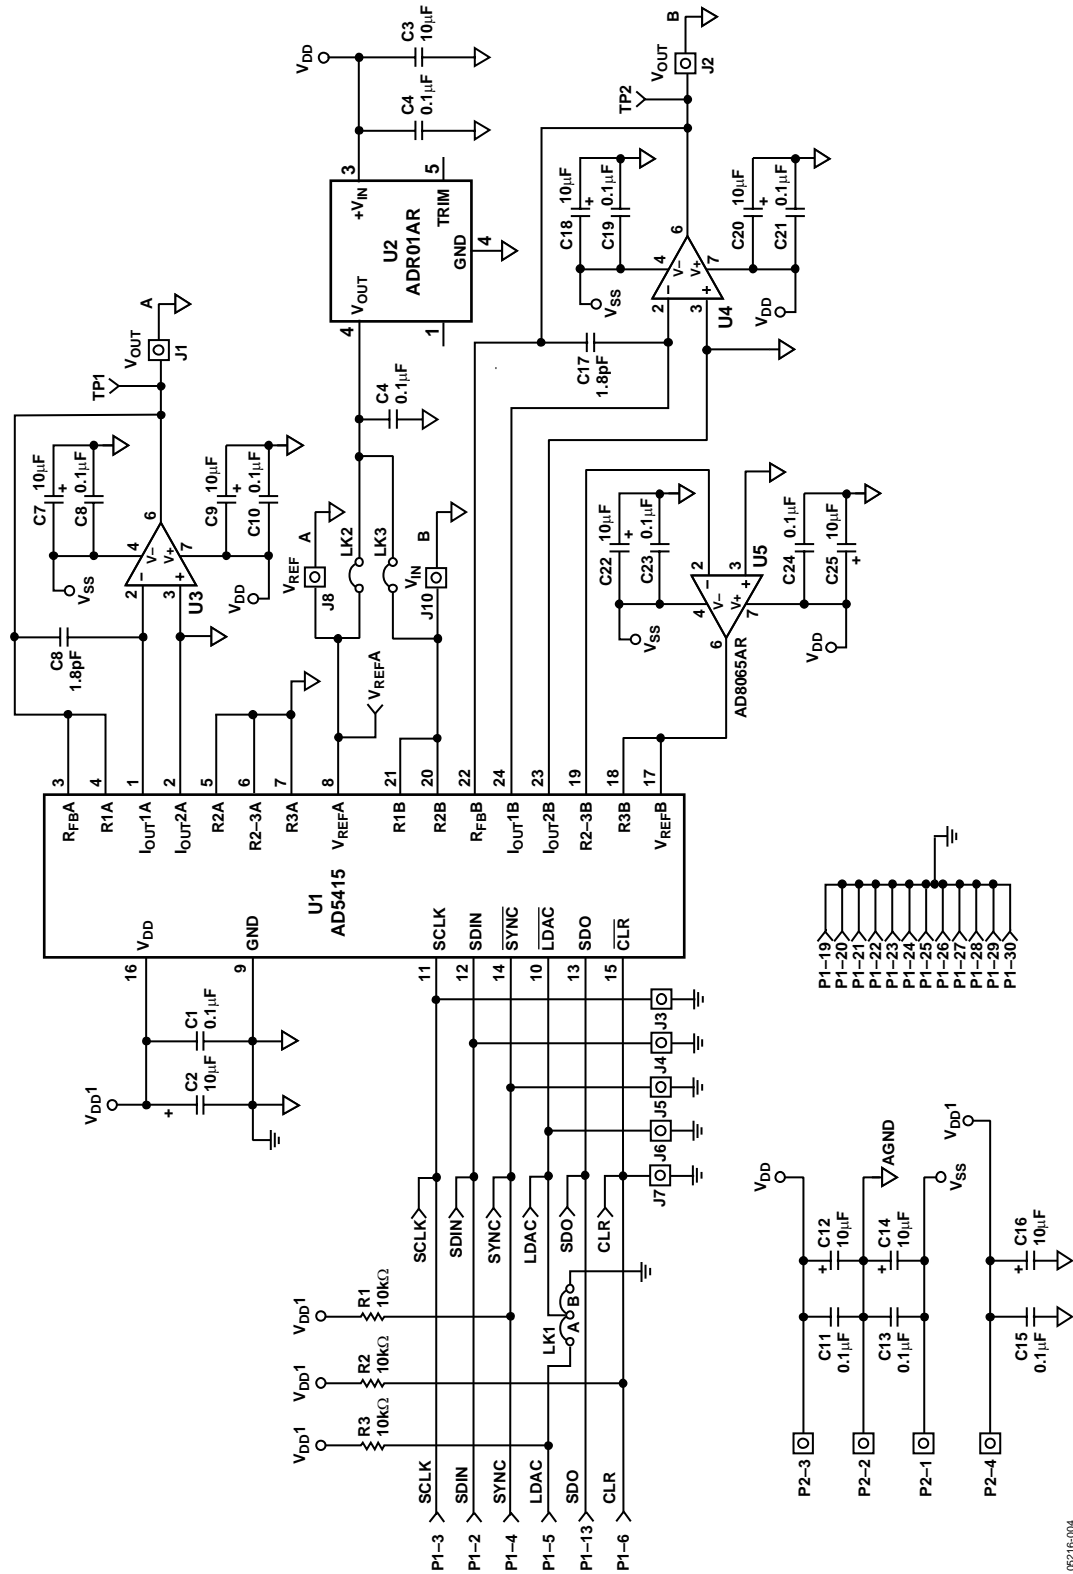 VDD
C3
10µF
C4
0.1µF
3
+VIN
5
TRIM
U2
ADR01AR
GND
4
VOUT
4
1
C4
0.1µF
B
VOUT
J2
TP2
C18
10µF
+
C19
0.1µF
C20
10µF
+
C21
0.1µF
VSS
6
4
V–
V+
7
–
+
2
3
U4
VDD
C17
1.8pF
A
VOUT
J1
TP1
C7
10µF
+
C8
0.1µF
C9
10µF
+
C10
0.1µF
VSS
6
4
V–
V+
7
–
+
2
3
U3
VDD
C8
1.8pF
VREF
A
J8
LK2
LK3
VIN
B
J10
VREFA
C22
10µF
+
C23
0.1µF
C24
0.1µF
C25
10µF
+
VSS
U5
2
3
–
+
4
V–
V+
7
6
AD8065AR
VDD
3
4
1
2
5
6
7
8
21
20
22
24
23
19
18
17
RFBA
R1A
IOUT1A
IOUT2A
R2A
R2–3A
R3A
VREFA
R1B
R2B
RFBB
IOUT1B
IOUT2B
R2–3B
R3B
VREFB
U1
AD5415
VDD
GND
SCLK
SDIN
SYNC
LDAC
SDO
CLR
16
9
11
12
14
10
13
15
C1
0.1µF
C2
10µF
+
VDD1
J3
J4
J5
J6
J7
SCLK
SDIN
SYNC
LDAC
SDO
CLR
LK1
A
B
VDD1
R1
10kΩ
VDD1
R2
10kΩ
VDD1
R3
10kΩ
SCLK
SDIN
SYNC
LDAC
SDO
CLR
P1–3
P1–2
P1–4
P1–5
P1–13
P1–6
P1–19
P1–20
P1–21
P1–22
P1–23
P1–24
P1–25
P1–26
P1–27
P1–28
P1–29
P1–30
VDD
AGND
VSS
VDD1
C12
10µF
+
C14
10µF
+
C16
10µF
+
C11
0.1µF
C13
0.1µF
C15
0.1µF
P2–3
P2–2
P2–1
P2–4
05216-004